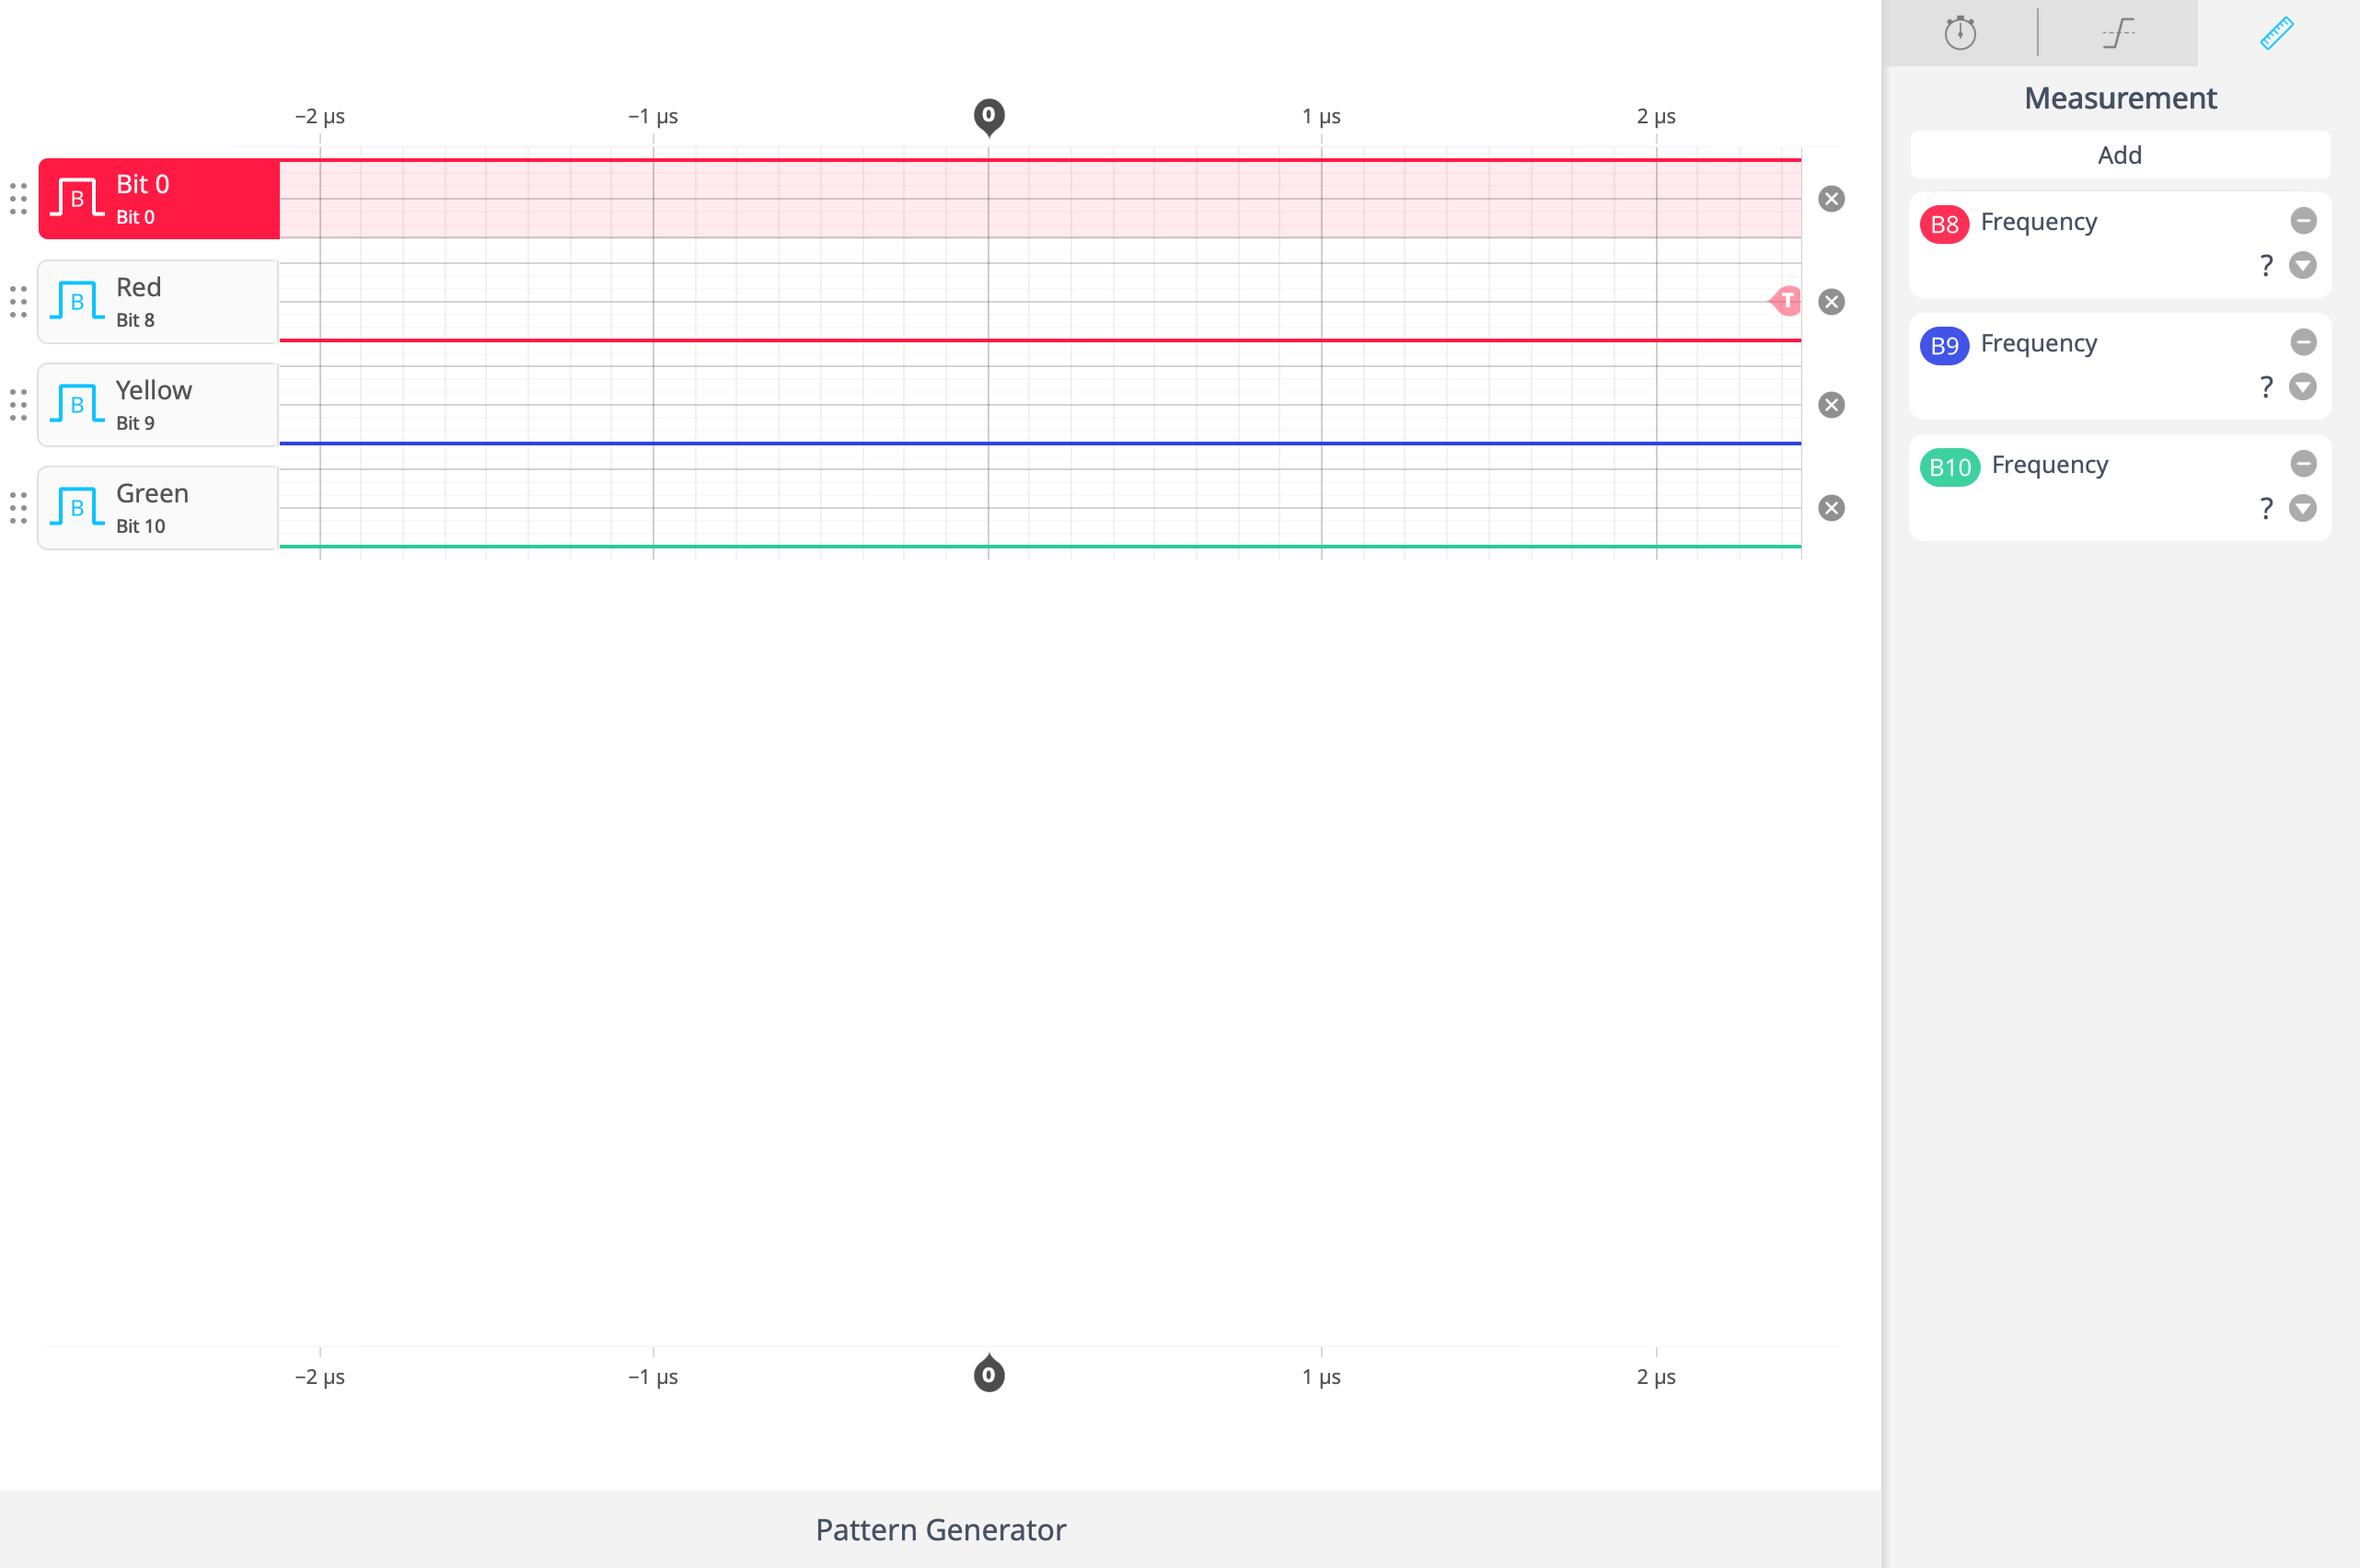 −2 µs −1 µs 0 1 µs 2 µs
B Bit 0
Bit 0
B Red
Bit 8
T
B Yellow
Bit 9
B Green
Bit 10
−2 µs −1 µs 0 1 µs 2 µs
Pattern Generator
Measurement
Add
B8 Frequency
?
B9 Frequency
?
B10 Frequency
?